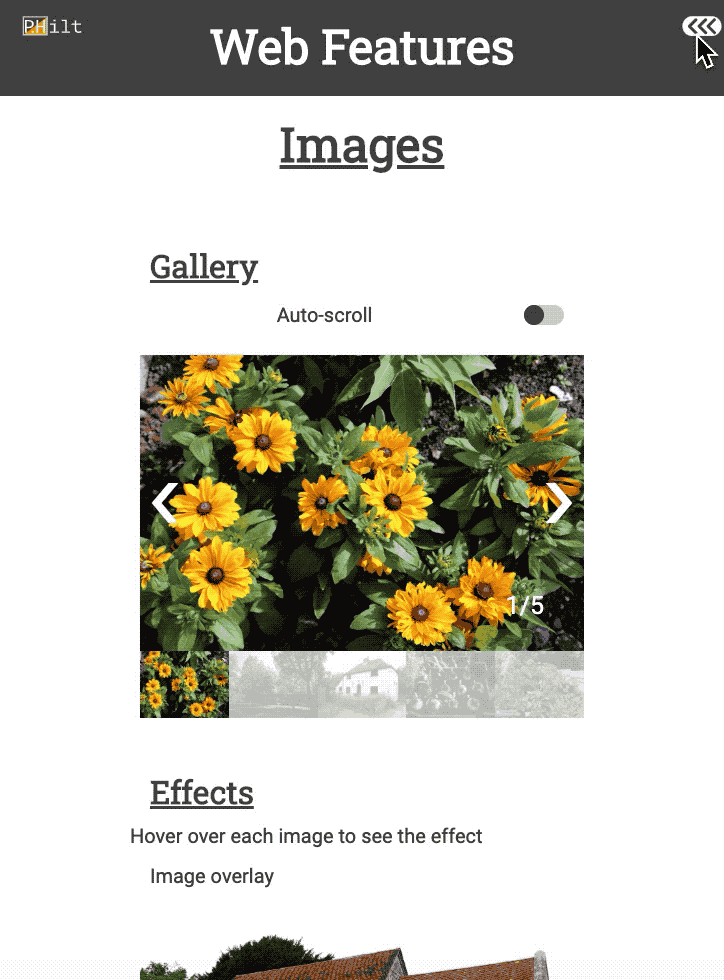 PHilt
Web Features
Images
Gallery
Auto-scroll
1/5
Effects
Hover over each image to see the effect
Image overlay